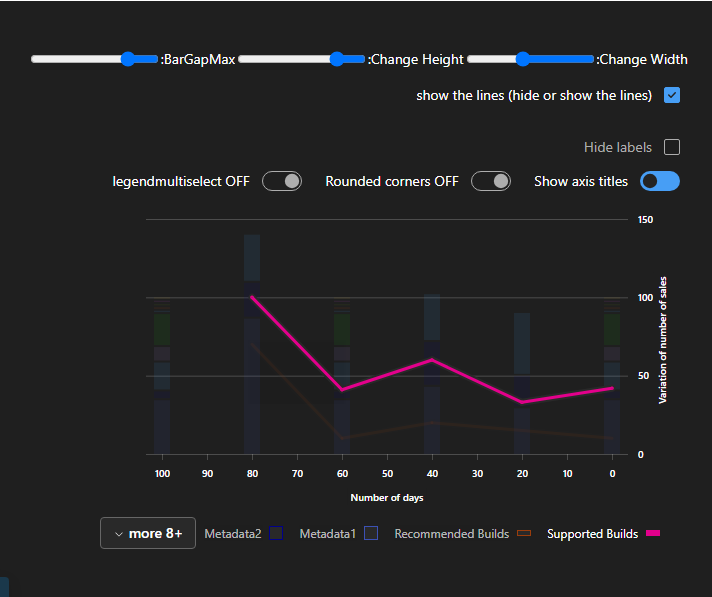 :BarGapMax :Change Height :Change Width
show the lines (hide or show the lines)
Hide labels
legendmultiselect OFF Rounded corners OFF Show axis titles
150
100
50
0
Variation of number of sales
100 90 80 70 60 50 40 30 20 10 0
Number of days
more 8+ Metadata2 Metadata1 Recommended Builds Supported Builds